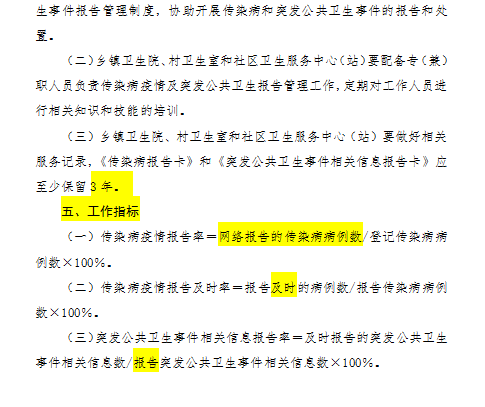 生事件报告管理制度，协助开展传染病和突发公共卫生事件的报告和处
置。
（二）乡镇卫生院、村卫生室和社区卫生服务中心（站）要配备专（兼）
职人员负责传染病疫情及突发公共卫生报告管理工作，定期对工作人员进
行相关知识和技能的培训。
（三）乡镇卫生院、村卫生室和社区卫生服务中心（站）要做好相关
服务记录，《传染病报告卡》和《突发公共卫生事件相关信息报告卡》应
至少保留 3 年。
五、工作指标
（一）传染病疫情报告率＝网络报告的传染病病例数/登记传染病病
例数×100%。
（二）传染病疫情报告及时率＝报告及时的病例数/报告传染病病例
数×100%。
（三）突发公共卫生事件相关信息报告率＝及时报告的突发公共卫生
事件相关信息数/报告突发公共卫生事件相关信息数×100%。